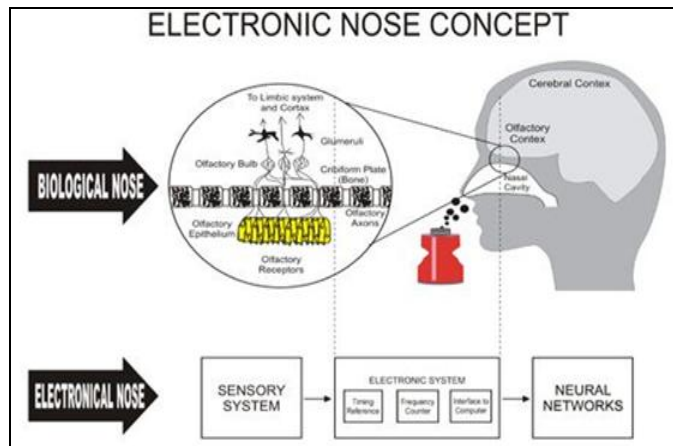 ELECTRONIC NOSE CONCEPT
BIOLOGICAL NOSE
To Limbic system
and Cortax
Glumeruli
Olfactory Bulb
Cribiform Plate
(Bone)
Olfactory
Axons
Olfactory
Epithelium
Olfactory
Receptors
Cerebral Contex
Olfactory
Contex
Nasal
Cavity
ELECTRONICAL NOSE
SENSORY
SYSTEM
ELECTRONIC SYSTEM
Timing
Reference
Frequency
Counter
Interface to
Computer
NEURAL
NETWORKS